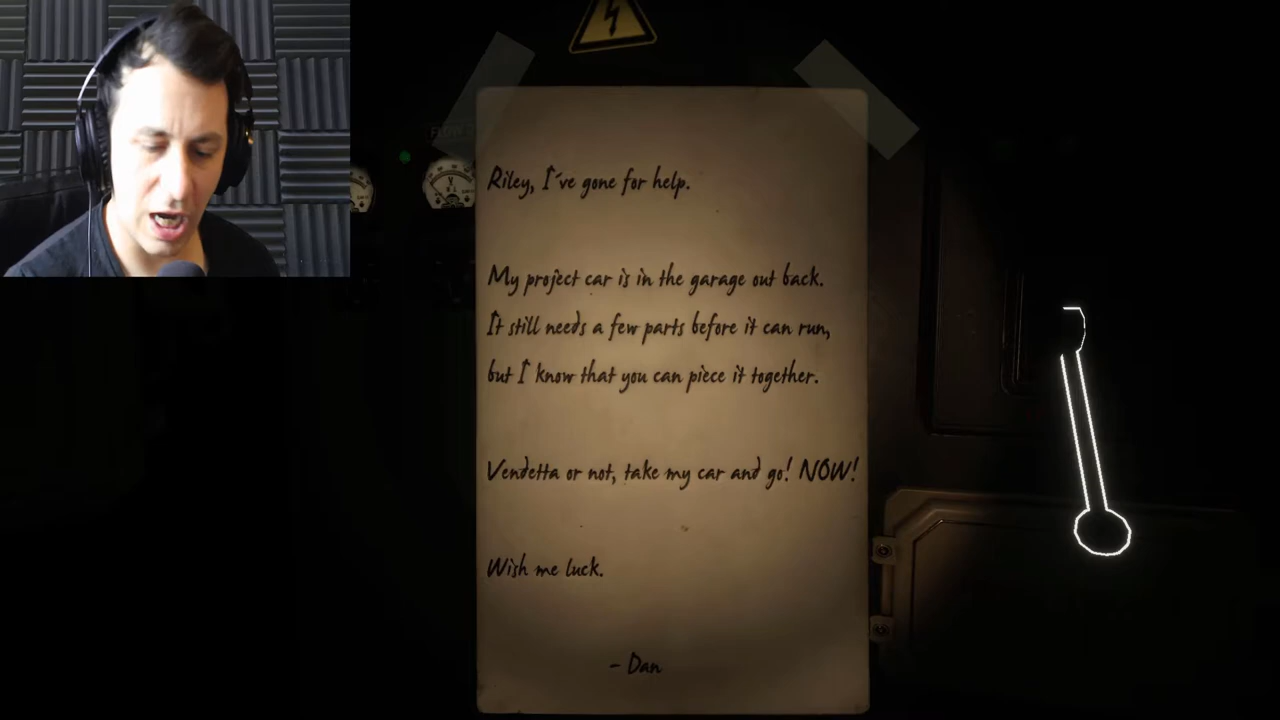 Riley, I've gone for help.
My project car is in the garage out back.
It still needs a few parts before it can run,
but I know that you can piece it together.
Vendetta or not, take my car and go! NOW!
Wish me luck.
- Dan